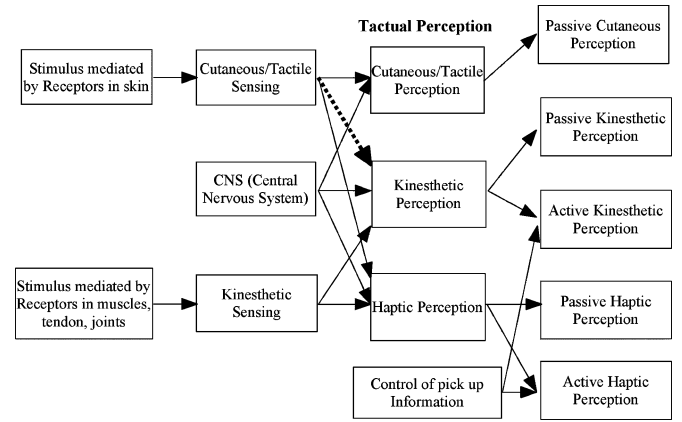 Tactual Perception
Stimulus mediated
by Receptors in skin
Cutaneous/Tactile
Sensing
Cutaneous/Tactile
Perception
Passive Cutaneous
Perception
Passive Kinesthetic
Perception
CNS (Central
Nervous System)
Kinesthetic
Perception
Active Kinesthetic
Perception
Stimulus mediated by
Receptors in muscles,
tendon, joints
Kinesthetic
Sensing
Haptic Perception
Passive Haptic
Perception
Control of pick up
Information
Active Haptic
Perception